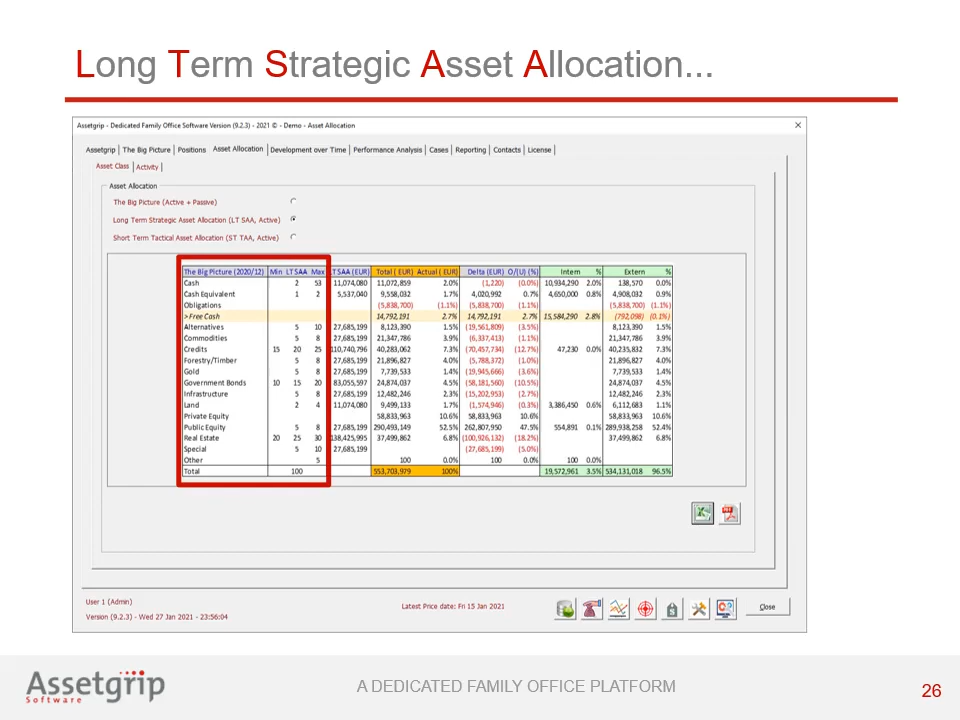 Long Term Strategic Asset Allocation...
Assetgrip - Dedicated Family Office Software Version (9.2.3) - 2021 © - Demo - Asset Allocation
Assetgrip The Big Picture Positions Asset Allocation Development over Time Performance Analysis Cases Reporting Contacts License
Asset Class Activity
Asset Allocation
The Big Picture (Active + Passive)
Long Term Strategic Asset Allocation (LT SAA, Active)
Short Term Tactical Asset Allocation (ST TAA, Active)
The Big Picture (2020/12) Min LT SAA Max LT SAA (EUR) Total ( EUR) Actual ( EUR) Delta (EUR) O/(U) (%) Intern % Extern %
Cash 2 53 11,074,080 11,072,859 2.0% (1,220) (0.0%) 10,934,290 2.0% 138,570 0.0%
Cash Equivalent 1 2 5,537,040 9,558,032 1.7% 4,020,992 0.7% 4,650,000 0.8% 4,908,032 0.9%
Obligations (5,838,700) (1.1%) (5,838,700) (1.1%) (5,838,700) (1.1%)
> Free Cash 14,792,191 2.7% 14,792,191 2.7% 15,584,290 2.8% (792,098) (0.1%)
Alternatives 5 10 27,685,199 8,123,390 1.5% (19,561,809) (3.5%) 8,123,390 1.5%
Commodities 5 8 27,685,199 21,347,786 3.9% (6,337,413) (1.1%) 21,347,786 3.9%
Credits 15 20 25 110,740,796 40,283,062 7.3% (70,457,734) (12.7%) 47,230 0.0% 40,235,832 7.3%
Forestry/Timber 5 8 27,685,199 21,896,827 4.0% (5,788,372) (1.0%) 21,896,827 4.0%
Gold 5 8 27,685,199 7,739,533 1.4% (19,945,666) (3.6%) 7,739,533 1.4%
Government Bonds 10 15 20 83,055,597 24,874,037 4.5% (58,181,560) (10.5%) 24,874,037 4.5%
Infrastructure 5 8 27,685,199 12,482,246 2.3% (15,202,953) (2.7%) 12,482,246 2.3%
Land 2 4 11,074,080 9,499,133 1.7% (1,574,946) (0.3%) 3,386,450 0.6% 6,112,683 1.1%
Private Equity 58,833,963 10.6% 58,833,963 10.6% 58,833,963 10.6%
Public Equity 5 8 27,685,199 290,493,149 52.5% 262,807,950 47.5% 554,891 0.1% 289,938,258 52.4%
Real Estate 20 25 30 138,425,995 37,499,862 6.8% (100,926,132) (18.2%) 37,499,862 6.8%
Special 5 10 27,685,199 (27,685,199) (5.0%)
Other 5 100 0.0% 100 0.0% 100 0.0%
Total 100 553,703,979 100% 19,572,961 3.5% 534,131,018 96.5%
User 1 (Admin)
Latest Price date: Fri 15 Jan 2021
Close
Version (9.2.3) - Wed 27 Jan 2021 - 23:56:04
Assetgrip
Software
A DEDICATED FAMILY OFFICE PLATFORM
26